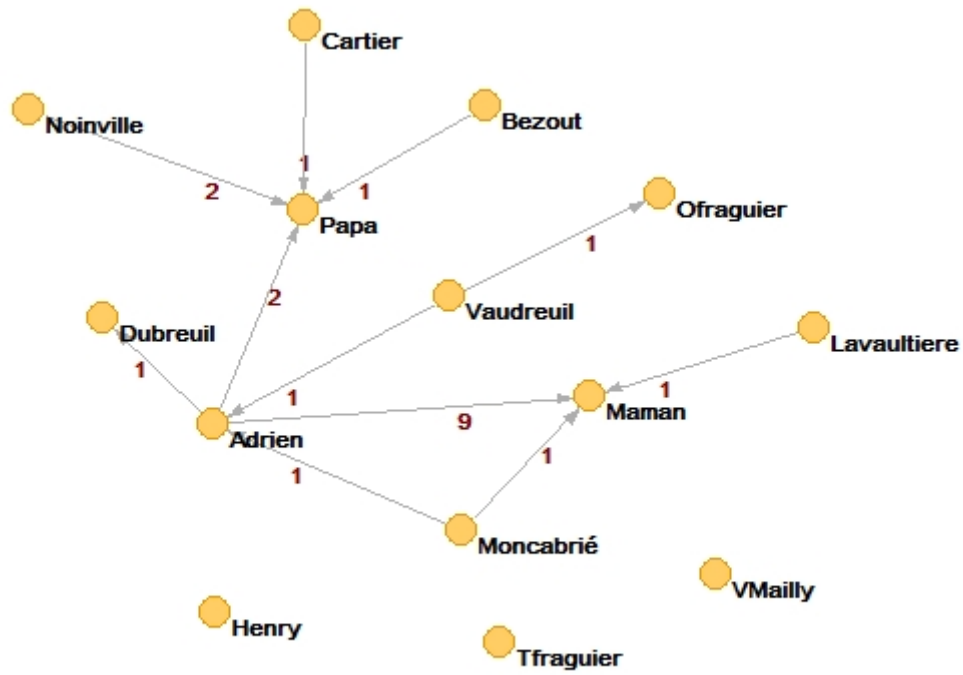 Cartier
Noinville
Bezout
1
2
1
Papa
Ofraguier
1
2
Vaudreuil
Dubreuil
Lavaultiere
1
1
1
Maman
9
Adrien
1
1
Moncabrié
VMailly
Henry
Tfraguier